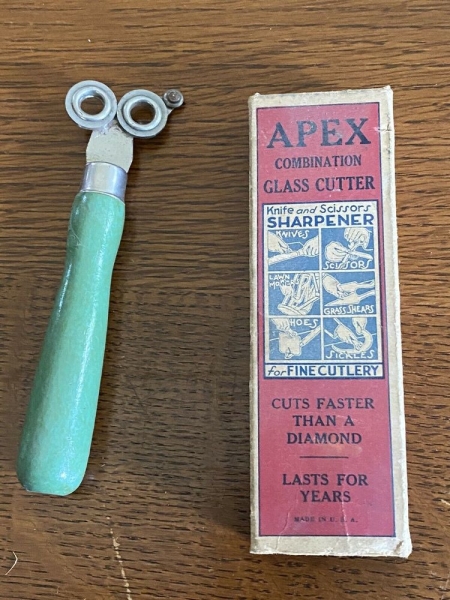 APEX
COMBINATION
GLASS CUTTER
Knife and Scissors
SHARPENER
KNIVES
SCISSORS
LAWN
MOWERS
GRASS SHEARS
HOES
SICKLES
for FINE CUTLERY
CUTS FASTER
THAN A
DIAMOND
LASTS FOR
YEARS
MADE IN U. S. A.